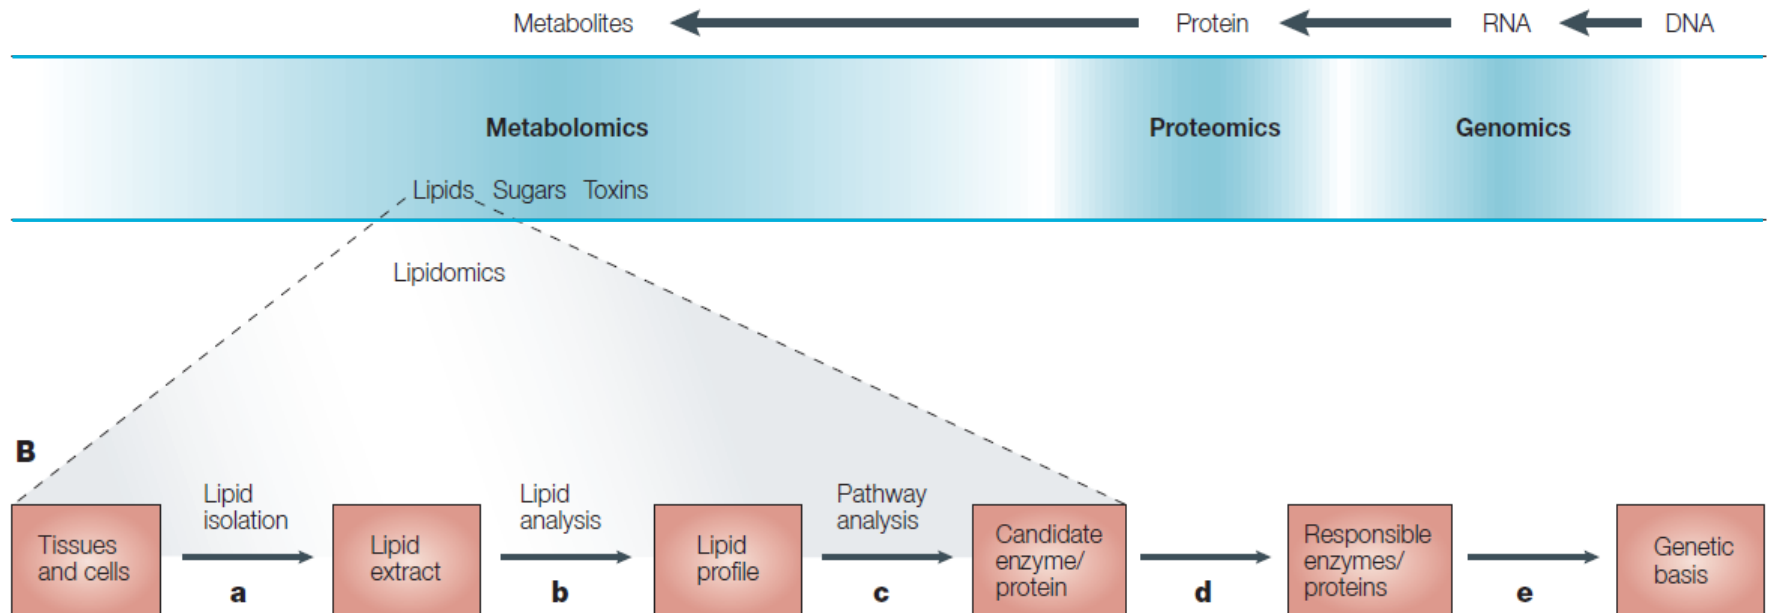 Metabolites Protein RNA DNA
Metabolomics Proteomics Genomics
Lipids Sugars Toxins
Lipidomics
B
Tissues
and cells
Lipid
isolation
a
Lipid
extract
Lipid
analysis
b
Lipid
profile
Pathway
analysis
c
Candidate
enzyme/
protein
d
Responsible
enzymes/
proteins
e
Genetic
basis